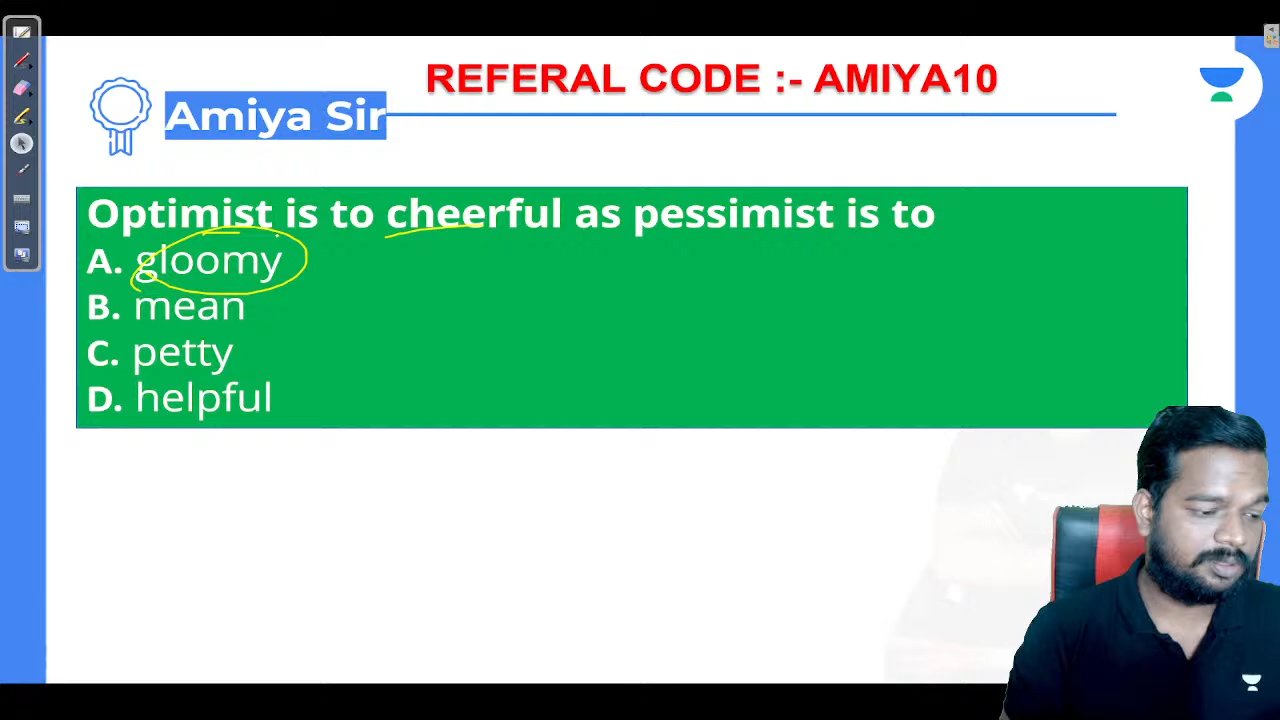 REFERAL CODE :- AMIYA10
Amiya Sir
Optimist is to cheerful as pessimist is to
A. gloomy
B. mean
C. petty
D. helpful